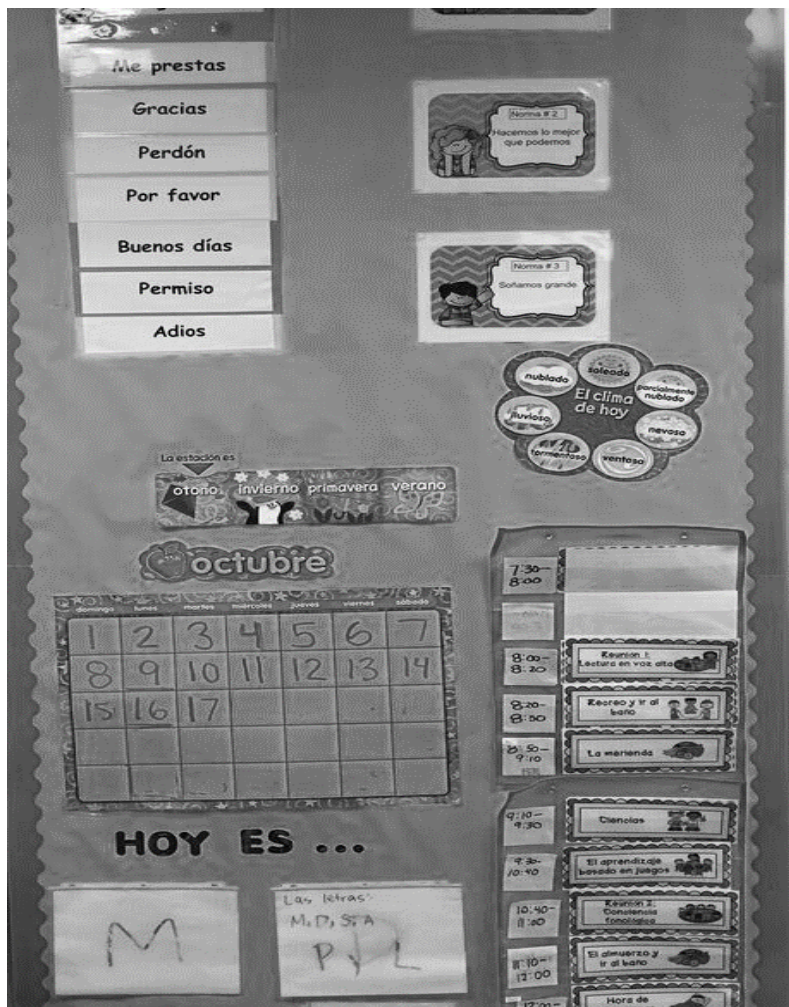 Me prestas
Gracias
Perdón
Por favor
Buenos días
Permiso
Adios
Norma # 2
Hacemos lo mejor
que podemos
Norma # 3
Soñamos grande
El clima
de hoy
soleado
parcialmente
nublado
nevoso
ventoso
tormentoso
lluvioso
nublado
La estación es
otoño
invierno
primavera
verano
octubre
domingo lunes martes miércoles jueves viernes sábado
1 2 3 4 5 6 7
8 9 10 11 12 13 14
15 16 17
HOY ES ...
M
Las letras:
M, D, S, A
P y L
7:30-
8:00
8:00-
8:20
Reunión 1:
Lectura en voz alta
8:20-
8:50
Recreo y ir al
baño
8:50-
9:10
La merienda
9:10-
9:30
Ciencias
9:30-
10:40
El aprendizaje
basado en juegos
10:40-
11:00
Reunión 2:
Conciencia
fonológica
11:10-
12:00
El almuerzo y
ir al baño
12:00-
Hora de